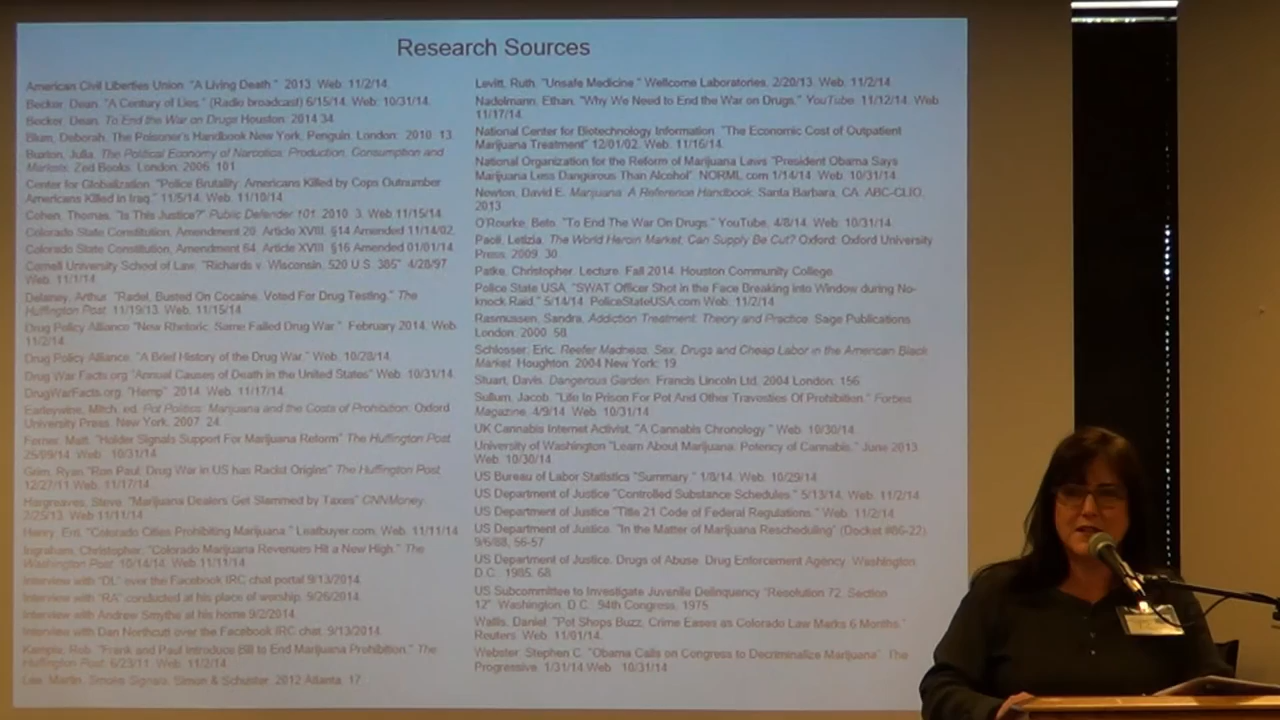 Research Sources
American Civil Liberties Union. "A Living Death." 2013. Web. 11/2/14.
Becker, Dean. "A Century of Lies." (Radio broadcast) 6/15/14. Web: 10/31/14.
Becker, Dean. To End the War on Drugs Houston: 2014 34.
Blum, Deborah. The Poisoner's Handbook New York, Penguin. London: 2010. 13.
Buxton, Julia. The Political Economy of Narcotics: Production, Consumption and
Markets. Zed Books. London: 2006. 101
Center for Globalization. "Police Brutality: Americans Killed by Cops Outnumber
Americans Killed in Iraq." 11/5/14. Web. 11/10/14.
Cohen, Thomas. "Is This Justice?" Public Defender 101. 2010. 3. Web 11/15/14.
Colorado State Constitution, Amendment 20. Article XVIII. §14 Amended 11/14/02.
Colorado State Constitution, Amendment 64. Article XVIII. §16 Amended 01/01/14.
Cornell University School of Law. "Richards v. Wisconsin, 520 U.S. 385" 4/28/97.
Web. 11/1/14.
Delaney, Arthur. "Radel, Busted On Cocaine, Voted For Drug Testing." The
Huffington Post. 11/19/13. Web. 11/15/14.
Drug Policy Alliance "New Rhetoric, Same Failed Drug War." February 2014. Web.
11/2/14.
Drug Policy Alliance. "A Brief History of the Drug War." Web. 10/28/14.
Drug War Facts.org "Annual Causes of Death in the United States" Web. 10/31/14.
DrugWarFacts.org. "Hemp" 2014. Web. 11/17/14.
Earleywine, Mitch. ed. Pot Politics: Marijuana and the Costs of Prohibition. Oxford
University Press. New York. 2007. 24.
Ferner, Matt. "Holder Signals Support For Marijuana Reform" The Huffington Post.
25/09/14. Web. 10/31/14.
Grim, Ryan. "Ron Paul: Drug War in US has Racist Origins" The Huffington Post.
12/27/11 Web. 11/17/14.
Hargreaves, Steve. "Marijuana Dealers Get Slammed by Taxes" CNNMoney.
2/25/13. Web 11/11/14.
Henry, Eric. "Colorado Cities Prohibiting Marijuana." Leafbuyer.com. Web. 11/11/14.
Ingraham, Christopher. "Colorado Marijuana Revenues Hit a New High." The
Washington Post. 10/14/14. Web.11/11/14.
Interview with "DL" over the Facebook IRC chat portal 9/13/2014.
Interview with "RA" conducted at his place of worship. 9/26/2014.
Interview with Andrew Smythe at his home 9/2/2014.
Interview with Dan Northcutt over the Facebook IRC chat. 9/13/2014.
Kampia, Rob. "Frank and Paul Introduce Bill to End Marijuana Prohibition." The
Huffington Post. 6/23/11. Web. 11/2/14.
Lee, Martin. Smoke Signals. Simon & Schuster. 2012 Atlanta. 17.
Levitt, Ruth. "Unsafe Medicine." Wellcome Laboratories. 2/20/13. Web. 11/2/14.
Nadelmann, Ethan. "Why We Need to End the War on Drugs." YouTube. 11/12/14. Web.
11/17/14.
National Center for Biotechnology Information. "The Economic Cost of Outpatient
Marijuana Treatment" 12/01/02. Web. 11/16/14.
National Organization for the Reform of Marijuana Laws "President Obama Says
Marijuana Less Dangerous Than Alcohol". NORML.com 1/14/14 Web. 10/31/14.
Newton, David E. Marijuana: A Reference Handbook. Santa Barbara, CA: ABC-CLIO,
2013.
O'Rourke, Beto. "To End The War On Drugs." YouTube. 4/8/14. Web: 10/31/14.
Paoli, Letizia. The World Heroin Market; Can Supply Be Cut? Oxford: Oxford University
Press. 2009. 30.
Patke, Christopher. Lecture. Fall 2014. Houston Community College.
Police State USA. "SWAT Officer Shot in the Face Breaking into Window during No-
knock Raid." 5/14/14. PoliceStateUSA.com Web: 11/2/14.
Rasmussen, Sandra. Addiction Treatment: Theory and Practice. Sage Publications
London: 2000. 58.
Schlosser, Eric. Reefer Madness: Sex, Drugs and Cheap Labor in the American Black
Market. Houghton. 2004 New York: 19.
Stuart, Davis. Dangerous Garden. Francis Lincoln Ltd. 2004 London: 156.
Sullum, Jacob. "Life In Prison For Pot And Other Travesties Of Prohibition." Forbes
Magazine. 4/9/14. Web: 10/31/14.
UK Cannabis Internet Activist. "A Cannabis Chronology." Web. 10/30/14.
University of Washington "Learn About Marijuana: Potency of Cannabis." June 2013
Web. 10/30/14.
US Bureau of Labor Statistics "Summary." 1/8/14. Web. 10/29/14.
US Department of Justice "Controlled Substance Schedules." 5/13/14. Web. 11/2/14.
US Department of Justice "Title 21 Code of Federal Regulations." Web. 11/2/14.
US Department of Justice. "In the Matter of Marijuana Rescheduling" (Docket #86-22).
9/6/88, 56-57
US Department of Justice. Drugs of Abuse. Drug Enforcement Agency. Washington
D.C.: 1985. 68.
US Subcommittee to Investigate Juvenile Delinquency "Resolution 72, Section
12". Washington, D.C.: 94th Congress, 1975.
Wallis, Daniel. "Pot Shops Buzz, Crime Eases as Colorado Law Marks 6 Months."
Reuters. Web. 11/01/14.
Webster, Stephen C. "Obama Calls on Congress to Decriminalize Marijuana". The
Progressive. 1/31/14.Web. 10/31/14.